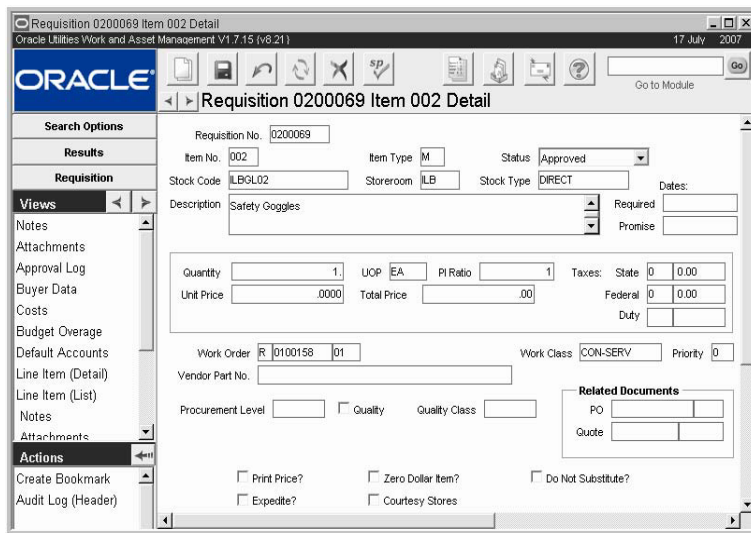 Requisition 0200069 Item 002 Detail
Oracle Utilities Work and Asset Management V1.7.15 (v8.21) 17 July 2007
ORACLE
sp
Go
Go to Module
Requisition 0200069 Item 002 Detail
Search Options
Results
Requisition
Views
Notes
Attachments
Approval Log
Buyer Data
Costs
Budget Overage
Default Accounts
Line Item (Detail)
Line Item (List)
Notes
Attachments
Actions
Create Bookmark
Audit Log (Header)
Requisition No. 0200069
Item No. 002 Item Type M Status Approved
Stock Code ILBGL02 Storeroom ILB Stock Type DIRECT Dates:
Description Safety Goggles Required
Promise
Quantity 1. UOP EA PI Ratio 1 Taxes: State 0 0.00
Unit Price .0000 Total Price .00 Federal 0 0.00
Duty
Work Order R 0100158 01 Work Class CON-SERV Priority 0
Vendor Part No.
Related Documents
Procurement Level Quality Quality Class PO
Quote
Print Price? Zero Dollar Item? Do Not Substitute?
Expedite? Courtesy Stores